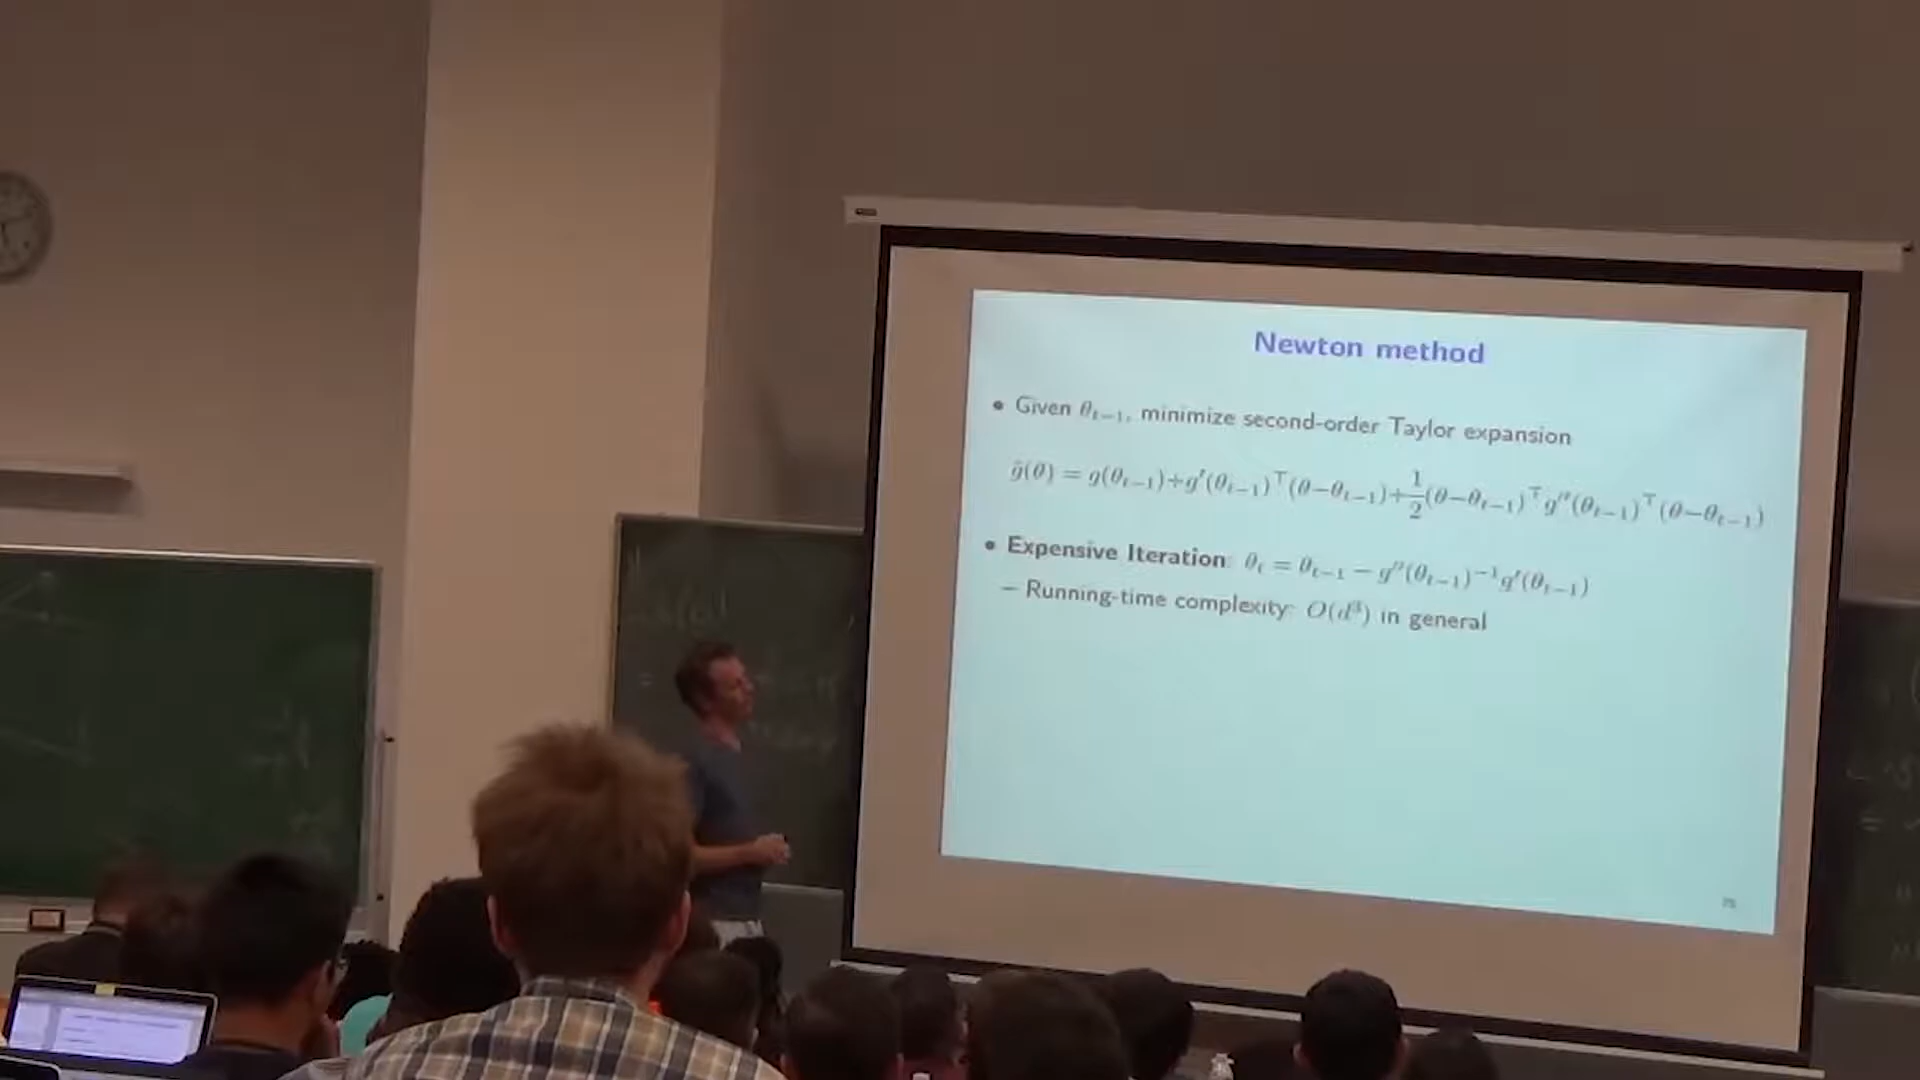 Newton method
• Given θ_{t−1}, minimize second-order Taylor expansion
g̃(θ) = g(θ_{t−1})+g′(θ_{t−1})^⊤(θ−θ_{t−1})+½(θ−θ_{t−1})^⊤g″(θ_{t−1})^⊤(θ−θ_{t−1})
• Expensive Iteration: θ_t = θ_{t−1} − g″(θ_{t−1})^{−1}g′(θ_{t−1})
– Running-time complexity: O(d³) in general